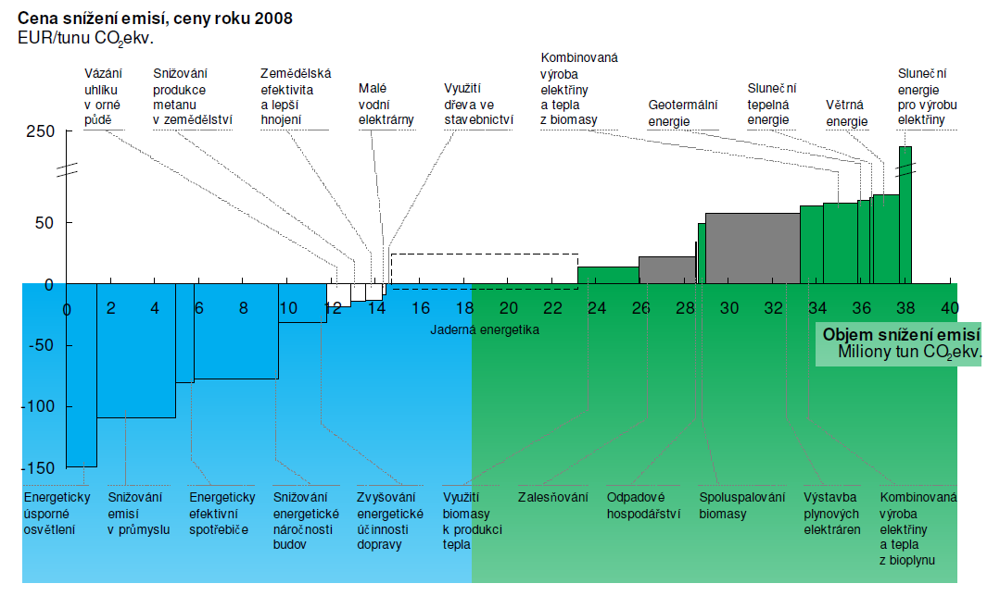 Cena snížení emisí, ceny roku 2008
EUR/tunu CO2ekv.
Vázání
uhlíku
v orné
půdě
Snižování
produkce
metanu
v zemědělství
Zemědělská
efektivita
a lepší
hnojení
Malé
vodní
elektrárny
Využití
dřeva ve
stavebnictví
Kombinovaná
výroba
elektřiny
a tepla
z biomasy
Geotermální
energie
Sluneční
tepelná
energie
Větrná
energie
Sluneční
energie
pro výrobu
elektřiny
250
50
0
-50
-100
-150
0 2 4 6 8 10 12 14 16 18 20 22 24 26 28 30 32 34 36 38 40
Jaderná energetika
Objem snížení emisí
Miliony tun CO2ekv.
Energeticky
úsporné
osvětlení
Snižování
emisí
v průmyslu
Energeticky
efektivní
spotřebiče
Snižování
energetické
náročnosti
budov
Zvyšování
energetické
účinnosti
dopravy
Využití
biomasy
k produkci
tepla
Zalesňování
Odpadové
hospodářství
Spoluspalování
biomasy
Výstavba
plynových
elektráren
Kombinovaná
výroba
elektřiny
a tepla
z bioplynu